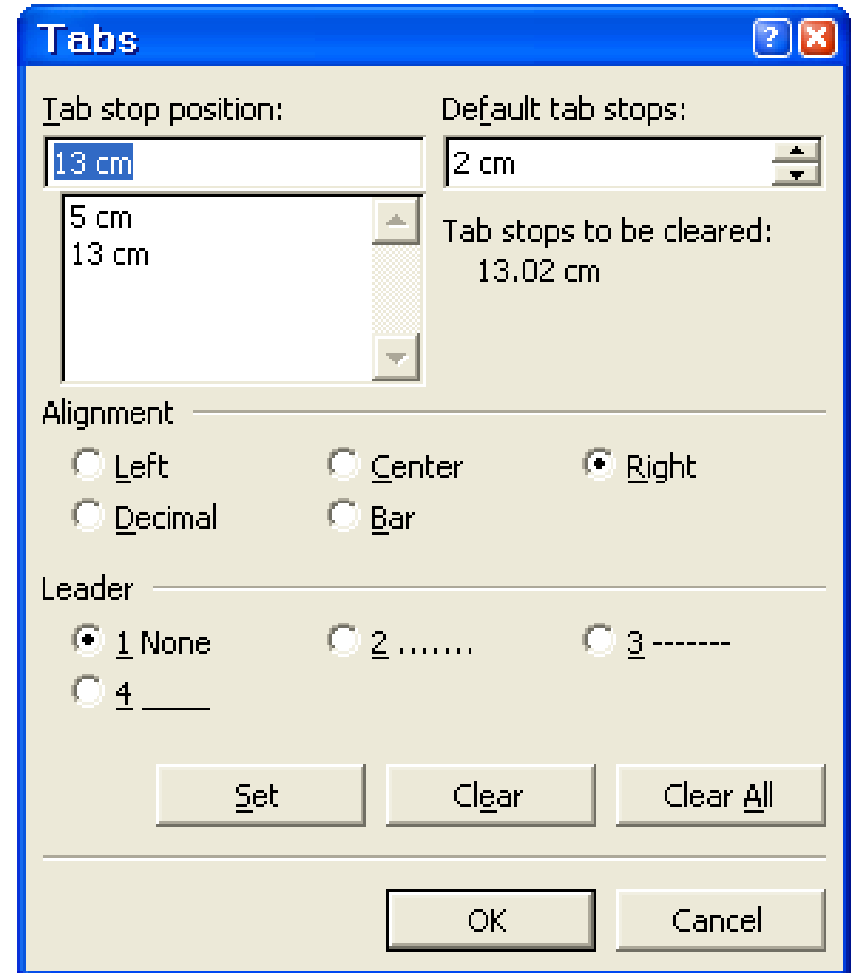 Tabs
Tab stop position:
13 cm
5 cm
13 cm
Default tab stops:
2 cm
Tab stops to be cleared:
13.02 cm
Alignment
Left
Center
Right
Decimal
Bar
Leader
1 None
2 .......
3 -------
4 ____
Set
Clear
Clear All
OK
Cancel